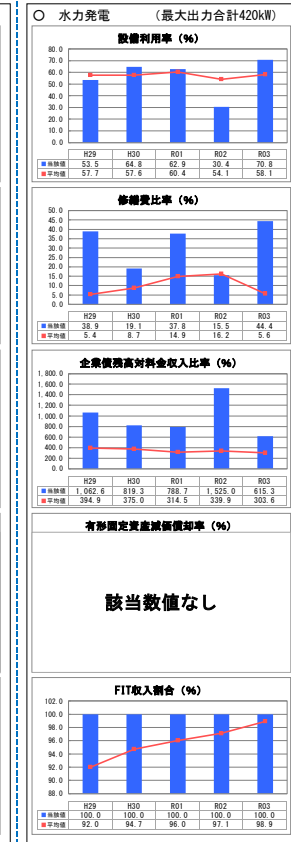 ○ 水力発電 (最大出力合計420kW)
設備利用率（%）
80.0
70.0
60.0
50.0
40.0
30.0
20.0
10.0
0.0
H29 H30 R01 R02 R03
当該値 53.5 64.8 62.9 30.4 70.8
平均値 57.7 57.6 60.4 54.1 58.1
修繕費比率（%）
50.0
45.0
40.0
35.0
30.0
25.0
20.0
15.0
10.0
5.0
0.0
H29 H30 R01 R02 R03
当該値 38.9 19.1 37.8 15.5 44.4
平均値 5.4 8.7 14.9 16.2 5.6
企業債残高対料金収入比率（%）
1,800.0
1,600.0
1,400.0
1,200.0
1,000.0
800.0
600.0
400.0
200.0
0.0
H29 H30 R01 R02 R03
当該値 1,062.6 819.3 788.7 1,525.0 615.3
平均値 394.9 375.0 314.5 339.9 303.6
有形固定資産減価償却率（%）
該当数値なし
FIT収入割合（%）
102.0
100.0
98.0
96.0
94.0
92.0
90.0
88.0
H29 H30 R01 R02 R03
当該値 100.0 100.0 100.0 100.0 100.0
平均値 92.0 94.7 96.0 97.1 98.9